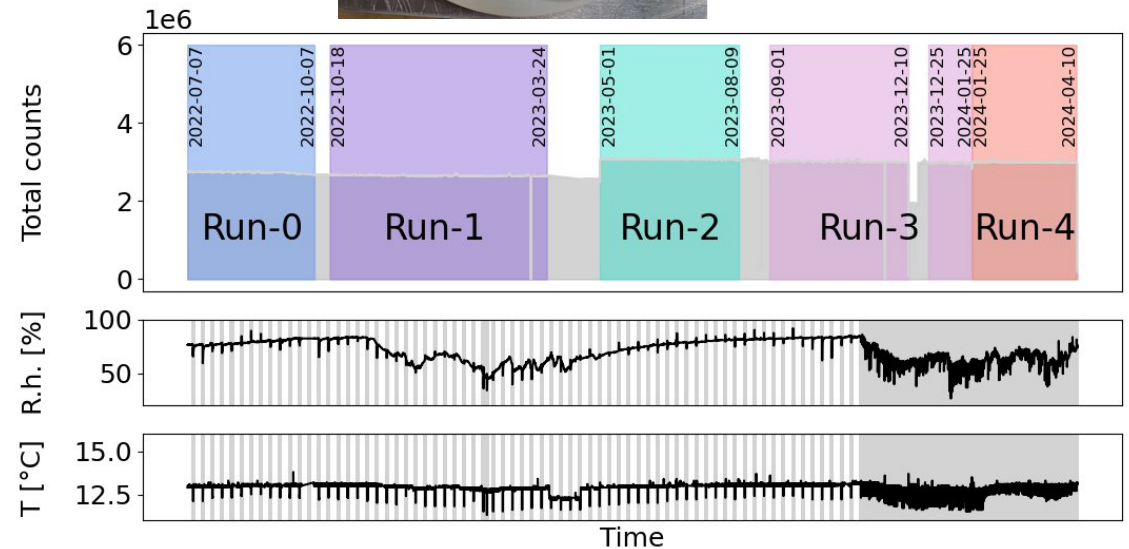 1e6
Total counts
6
4
2
0
2022-07-07
2022-10-07
2022-10-18
2023-03-24
2023-05-01
2023-08-09
2023-09-01
2023-12-10
2023-12-25
2024-01-25
2024-01-25
2024-04-10
Run-0
Run-1
Run-2
Run-3
Run-4
R.h. [%]
100
50
T [°C]
15.0
12.5
Time